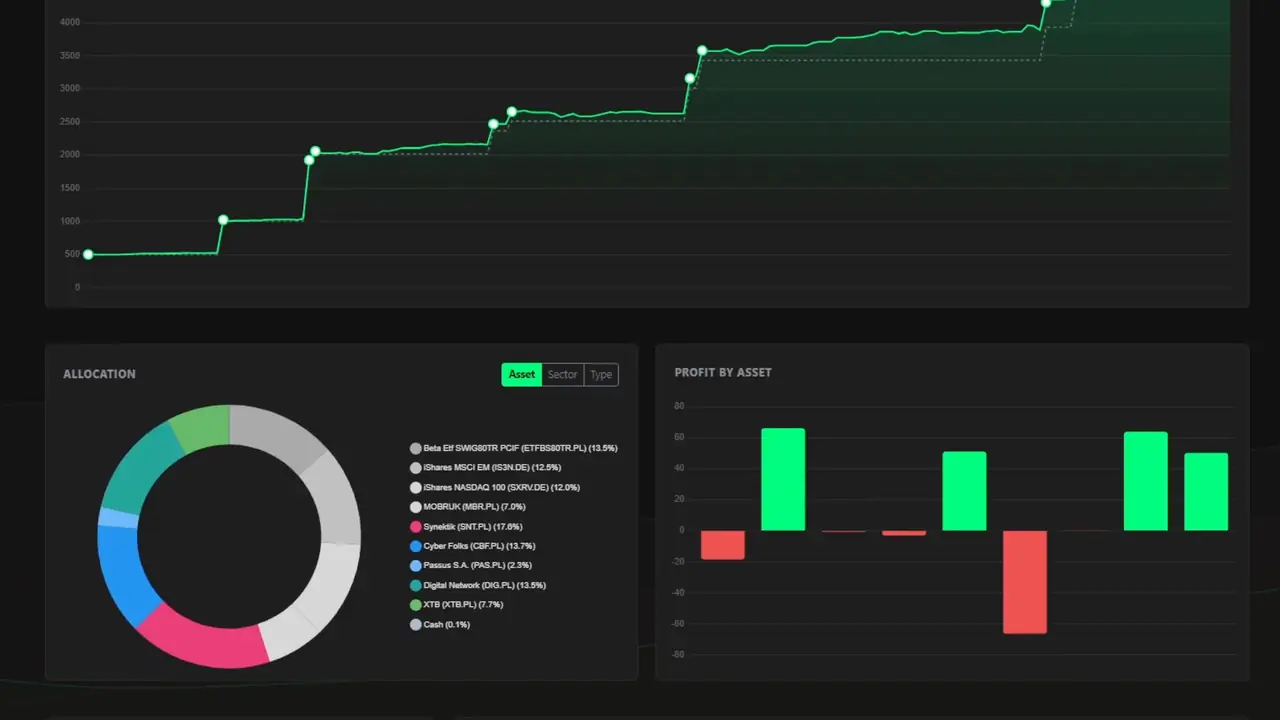 4000
3500
3000
2500
2000
1500
1000
500
0
ALLOCATION
Asset Sector Type
Beta Etf SWIG80TR PCIF (ETFBS80TR.PL) (13.5%)
iShares MSCI EM (IS3N.DE) (12.5%)
iShares NASDAQ 100 (SXRV.DE) (12.0%)
MOBRUK (MBR.PL) (7.0%)
Synektik (SNT.PL) (17.6%)
Cyber Folks (CBF.PL) (13.7%)
Passus S.A. (PAS.PL) (2.3%)
Digital Network (DIG.PL) (13.5%)
XTB (XTB.PL) (7.7%)
Cash (0.1%)
PROFIT BY ASSET
80
60
40
20
0
-20
-40
-60
-80